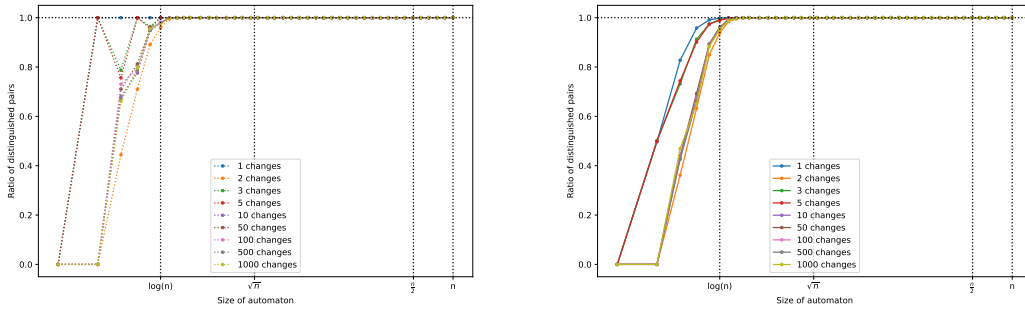 Ratio of distinguished pairs
1.0
0.8
0.6
0.4
0.2
0.0
1 changes
2 changes
3 changes
5 changes
10 changes
50 changes
100 changes
500 changes
1000 changes
log(n)
√n
n/2
n
Size of automaton
Ratio of distinguished pairs
1.0
0.8
0.6
0.4
0.2
0.0
1 changes
2 changes
3 changes
5 changes
10 changes
50 changes
100 changes
500 changes
1000 changes
log(n)
√n
n/2
n
Size of automaton